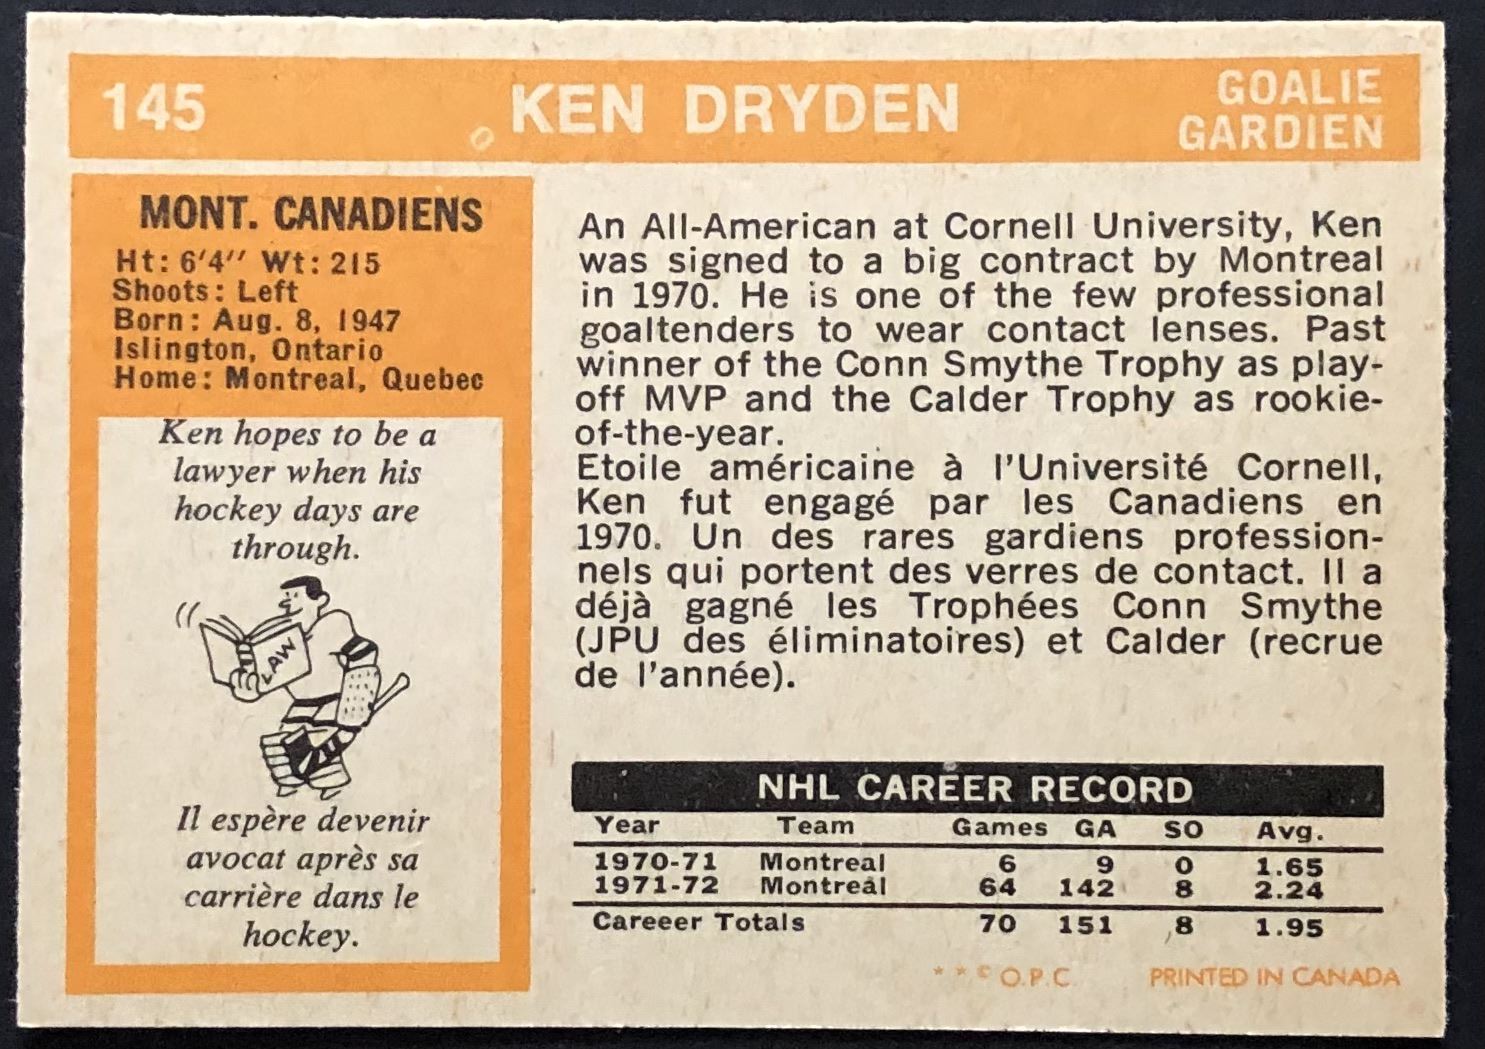 145
KEN DRYDEN
GOALIE
GARDIEN
MONT. CANADIENS
Ht: 6'4'' Wt: 215
Shoots: Left
Born: Aug. 8, 1947
Islington, Ontario
Home: Montreal, Quebec
Ken hopes to be a
lawyer when his
hockey days are
through.
LAW
Il espère devenir
avocat après sa
carrière dans le
hockey.
An All-American at Cornell University, Ken
was signed to a big contract by Montreal
in 1970. He is one of the few professional
goaltenders to wear contact lenses. Past
winner of the Conn Smythe Trophy as play-
off MVP and the Calder Trophy as rookie-
of-the-year.
Etoile américaine à l'Université Cornell,
Ken fut engagé par les Canadiens en
1970. Un des rares gardiens profession-
nels qui portent des verres de contact. Il a
déjà gagné les Trophées Conn Smythe
(JPU des éliminatoires) et Calder (recrue
de l'année).
NHL CAREER RECORD
Year Team Games GA SO Avg.
1970-71 Montreal 6 9 0 1.65
1971-72 Montreal 64 142 8 2.24
Careeer Totals 70 151 8 1.95
* * © O.P.C. PRINTED IN CANADA